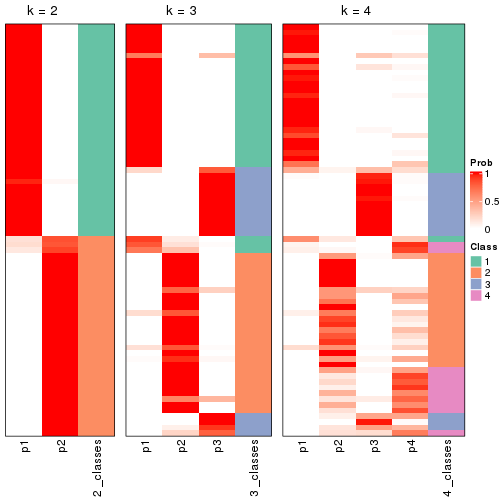 k = 2
k = 3
k = 4
Prob
1
0.5
0
Class
1
2
3
4
p1
p2
2_classes
p1
p2
p3
3_classes
p1
p2
p3
p4
4_classes